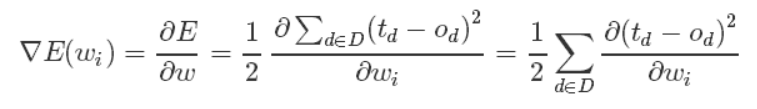 ∇E(wᵢ) = ∂E/∂w = 1/2 ∂∑_{d∈D}(t_d − o_d)²/∂wᵢ = 1/2 ∑_{d∈D} ∂(t_d − o_d)²/∂wᵢ